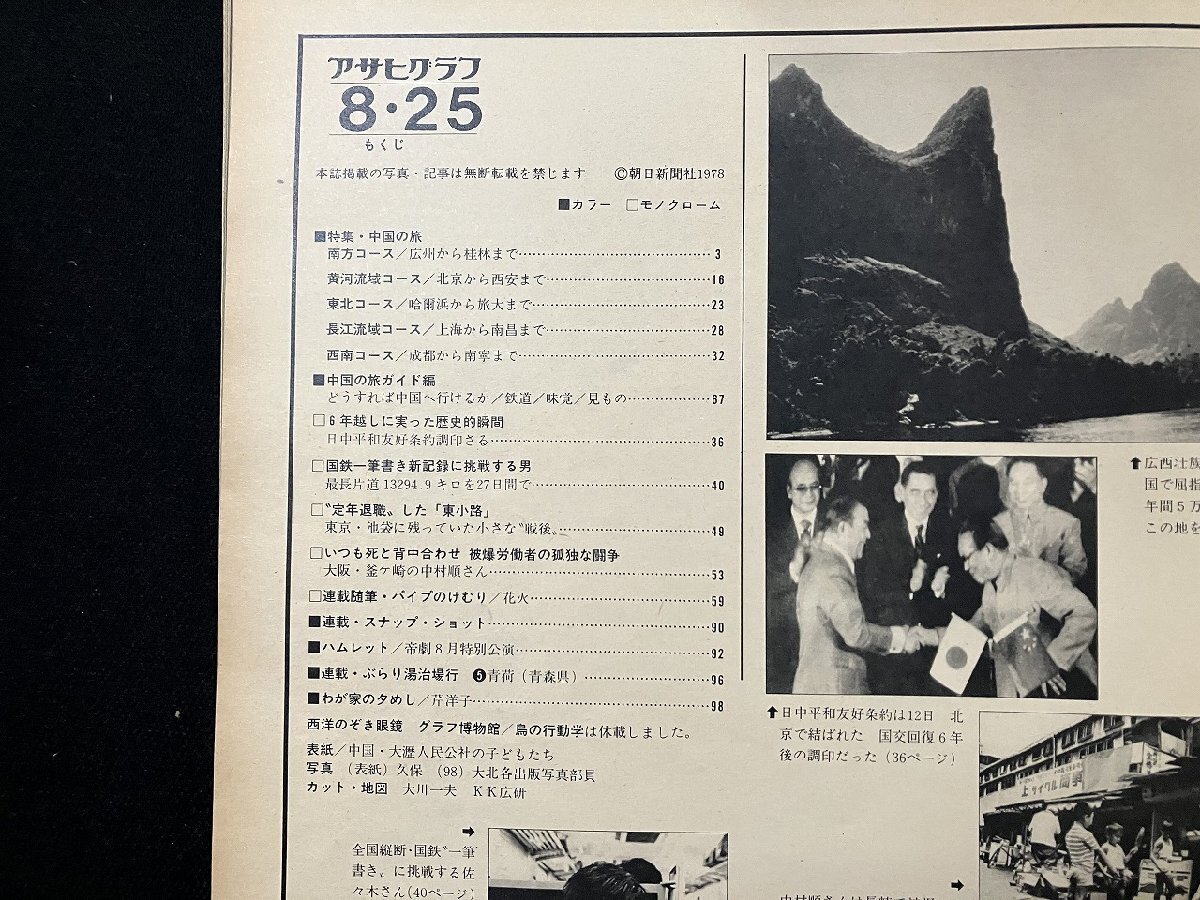 アサヒグラフ
8・25
もくじ
本誌掲載の写真・記事は無断転載を禁じます　©朝日新聞社1978
■カラー　□モノクローム
■特集・中国の旅
南方コース／広州から桂林まで…………3
黄河流域コース／北京から西安まで…………16
東北コース／哈爾浜から旅大まで…………23
長江流域コース／上海から南昌まで…………28
西南コース／成都から南寧まで…………32
■中国の旅ガイド編
どうすれば中国へ行けるか／鉄道／味覚／見もの…………87
□6年越しに実った歴史的瞬間
日中平和友好条約調印さる…………36
□国鉄一筆書き新記録に挑戦する男
最長片道13294.9キロを27日間で…………40
□〝定年退職〟した「東小路」
東京・池袋に残っていた小さな〝戦後〟…………49
□いつも死と背中合わせ 被爆労働者の孤独な闘争
大阪・釜ケ崎の中村順さん…………53
□連載随筆・パイプのけむり／花火…………59
■連載・スナップ・ショット…………90
■ハムレット／帝劇8月特別公演…………92
■連載・ぶらり湯治場行　❺青荷（青森県）…………96
■わが家の夕めし／芹洋子…………98
西洋のぞき眼鏡　グラフ博物館／鳥の行動学は休載しました。
表紙／中国・大瀝人民公社の子どもたち
写真　（表紙）久保　（98）大北各出版写真部員
カット・地図　大川一夫　KK広研
➡
全国縦断・国鉄〝一筆
書き〟に挑戦する佐
々木さん(40ページ)
⬆広西壮族
国で屈指
年間5万
この地を
⬆日中平和友好条約は12日　北
京で結ばれた　国交回復6年
後の調印だった（36ページ）
上サイクル商事
➡